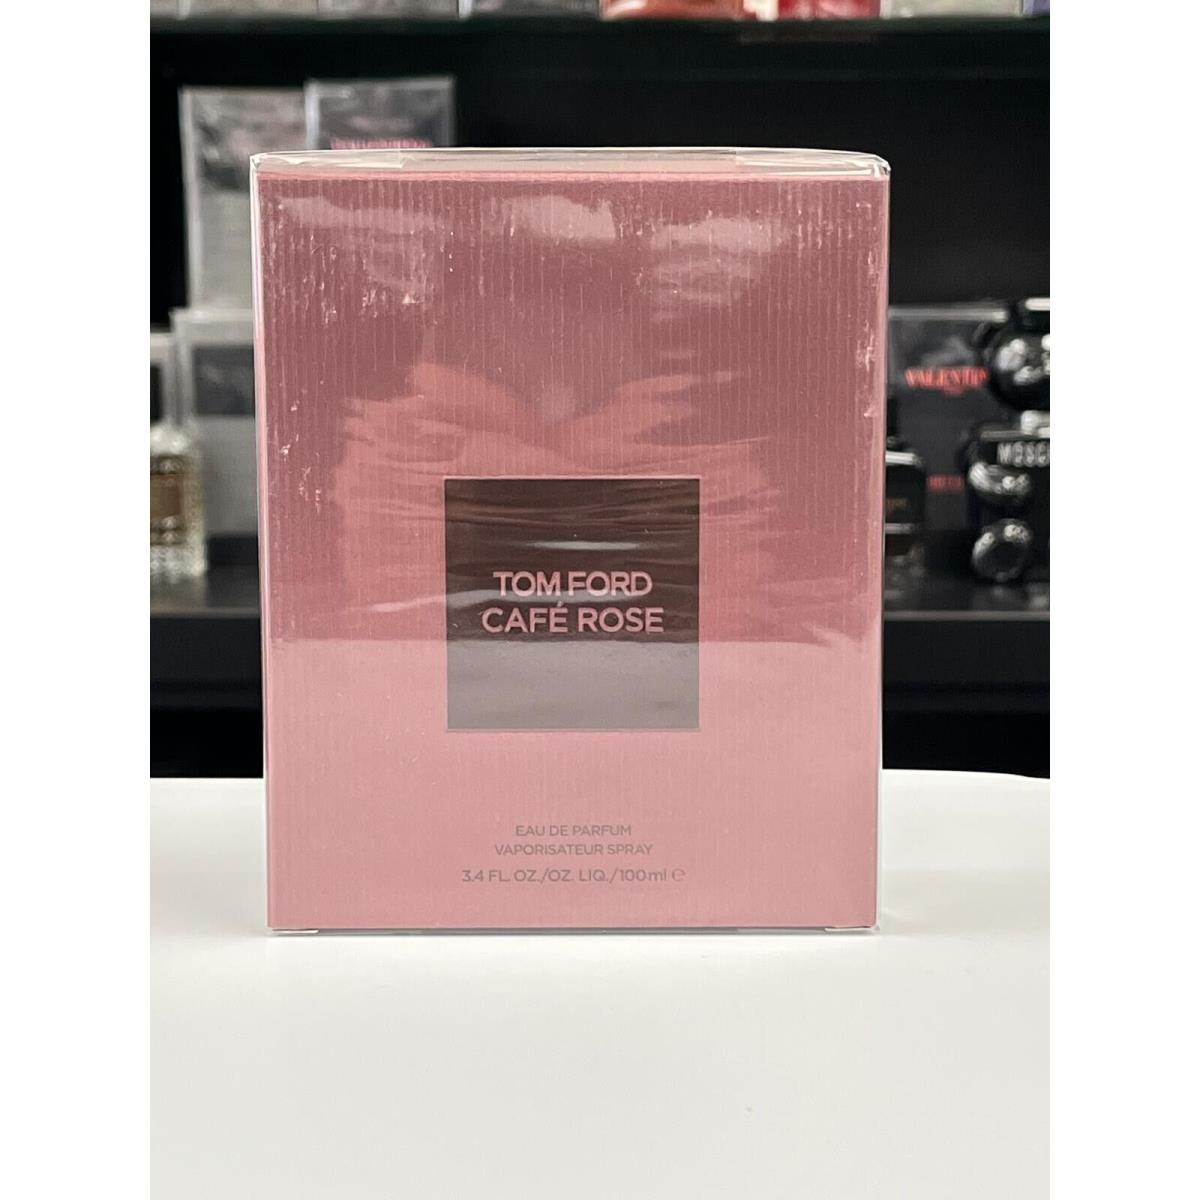 TOM FORD
CAFÉ ROSE
EAU DE PARFUM
VAPORISATEUR SPRAY
3.4 FL. OZ./OZ. LIQ./100ml ℮